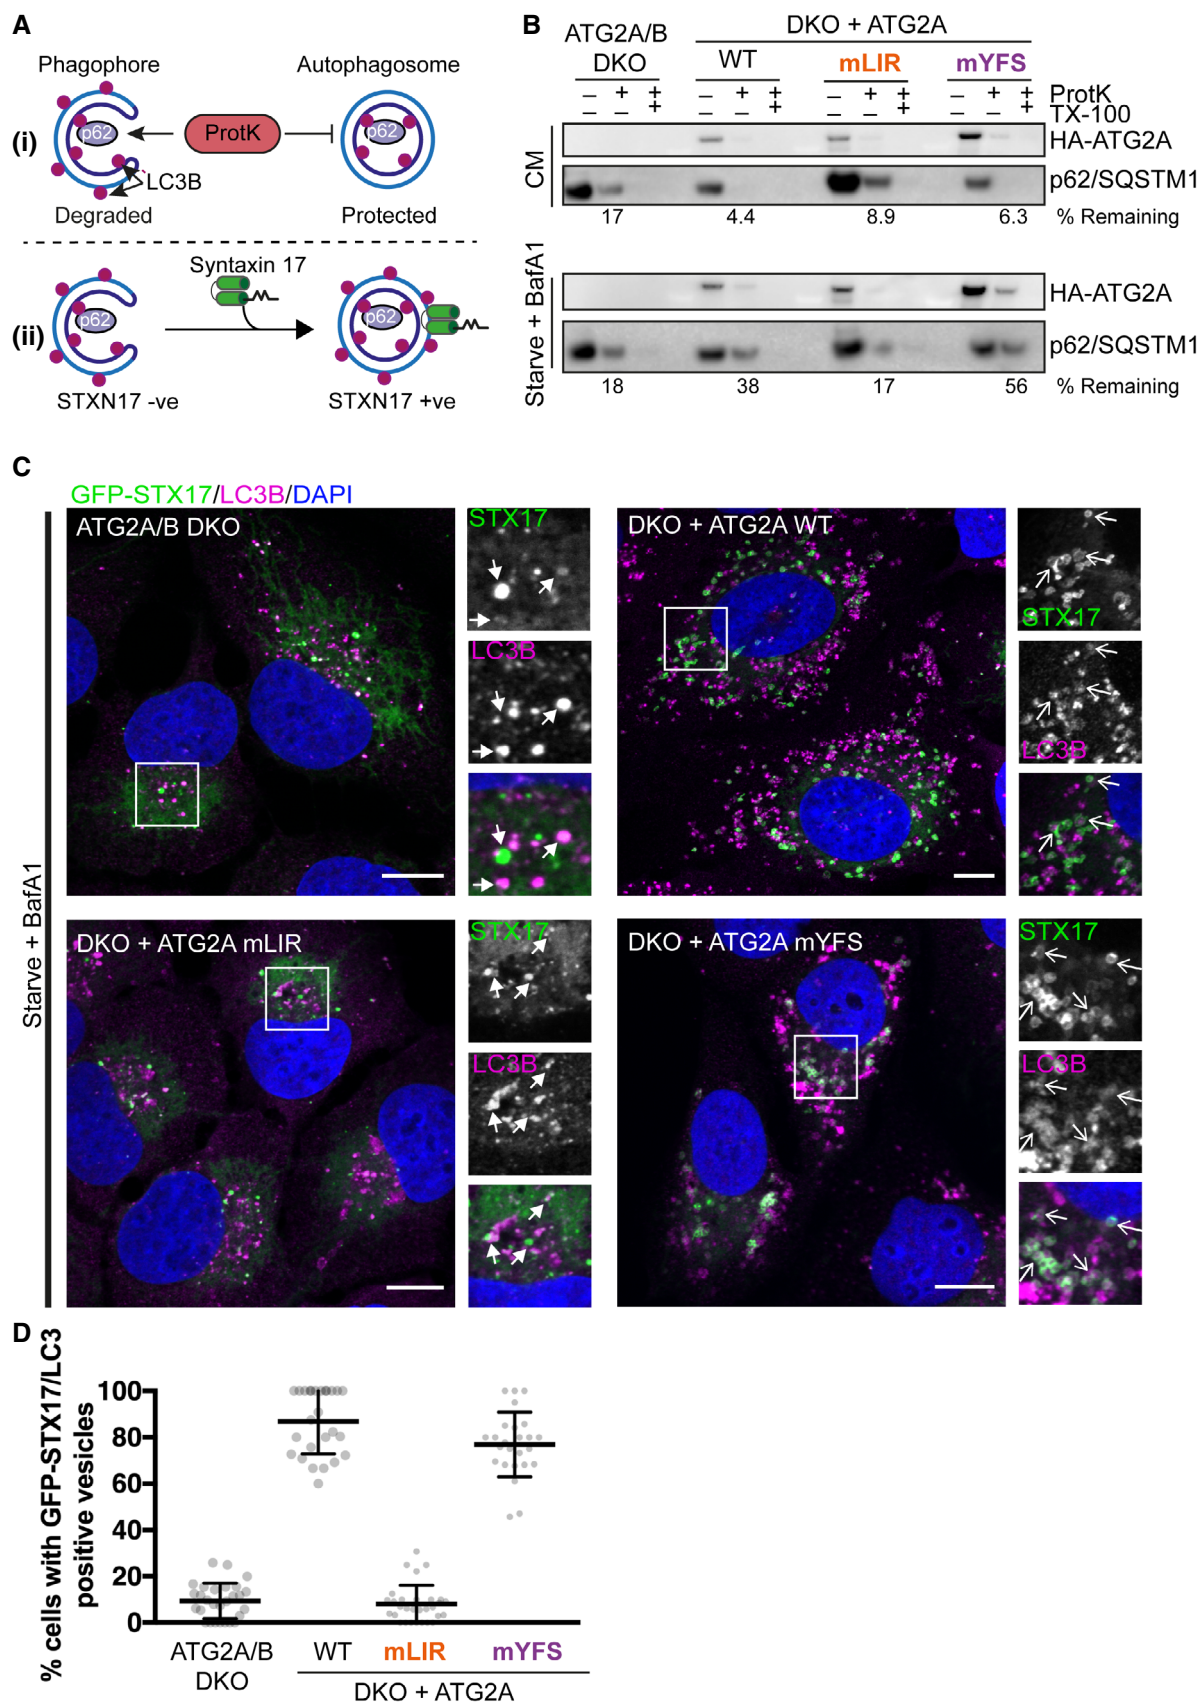 A
Phagophore
Autophagosome
(i)
p62
ProtK
p62
LC3B
Degraded
Protected
Syntaxin 17
(ii)
p62
p62
STXN17 -ve
STXN17 +ve
B
ATG2A/B DKO
DKO + ATG2A
WT
mLIR
mYFS
– + + – + + – + + – + + ProtK
+ + + + TX-100
CM
HA-ATG2A
p62/SQSTM1
17 4.4 8.9 6.3 % Remaining
Starve + BafA1
HA-ATG2A
p62/SQSTM1
18 38 17 56 % Remaining
C
GFP-STX17/LC3B/DAPI
Starve + BafA1
ATG2A/B DKO
STX17
LC3B
DKO + ATG2A WT
STX17
LC3B
DKO + ATG2A mLIR
STX17
LC3B
DKO + ATG2A mYFS
STX17
LC3B
D
% cells with GFP-STX17/LC3
positive vesicles
100
80
60
40
20
0
ATG2A/B
DKO
WT
mLIR
mYFS
DKO + ATG2A